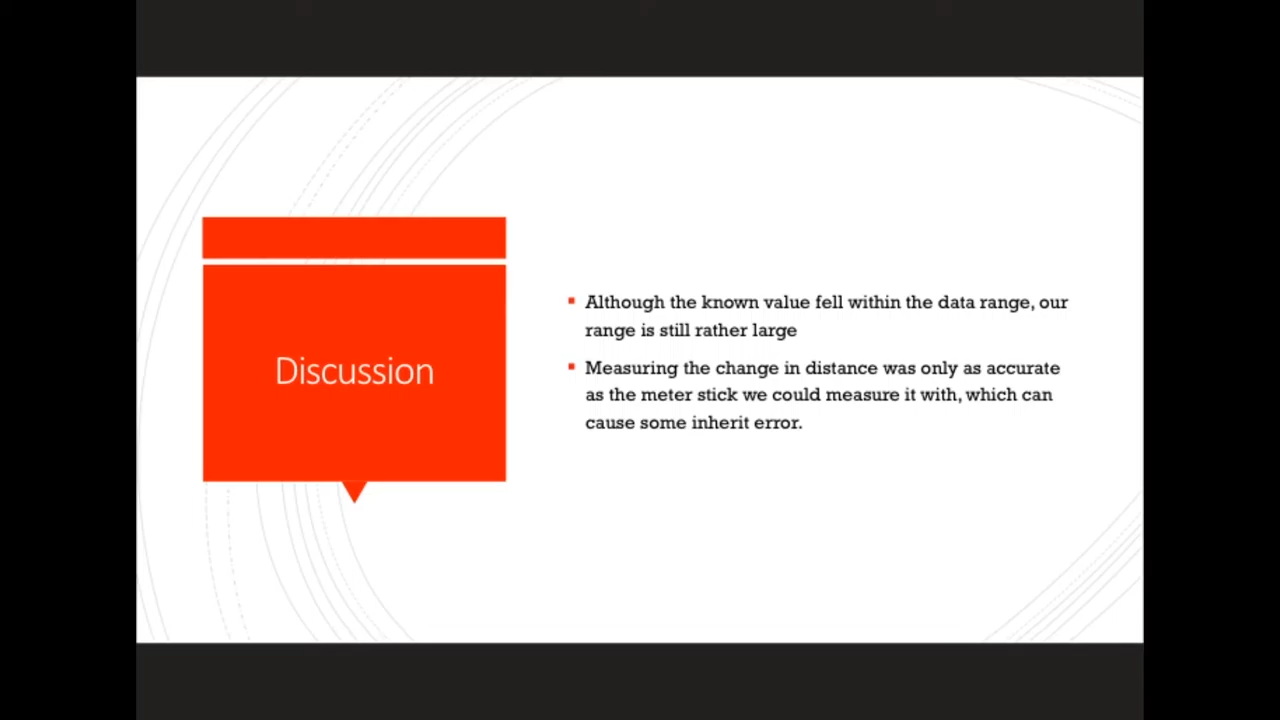 Discussion
Although the known value fell within the data range, our
range is still rather large
Measuring the change in distance was only as accurate
as the meter stick we could measure it with, which can
cause some inherit error.